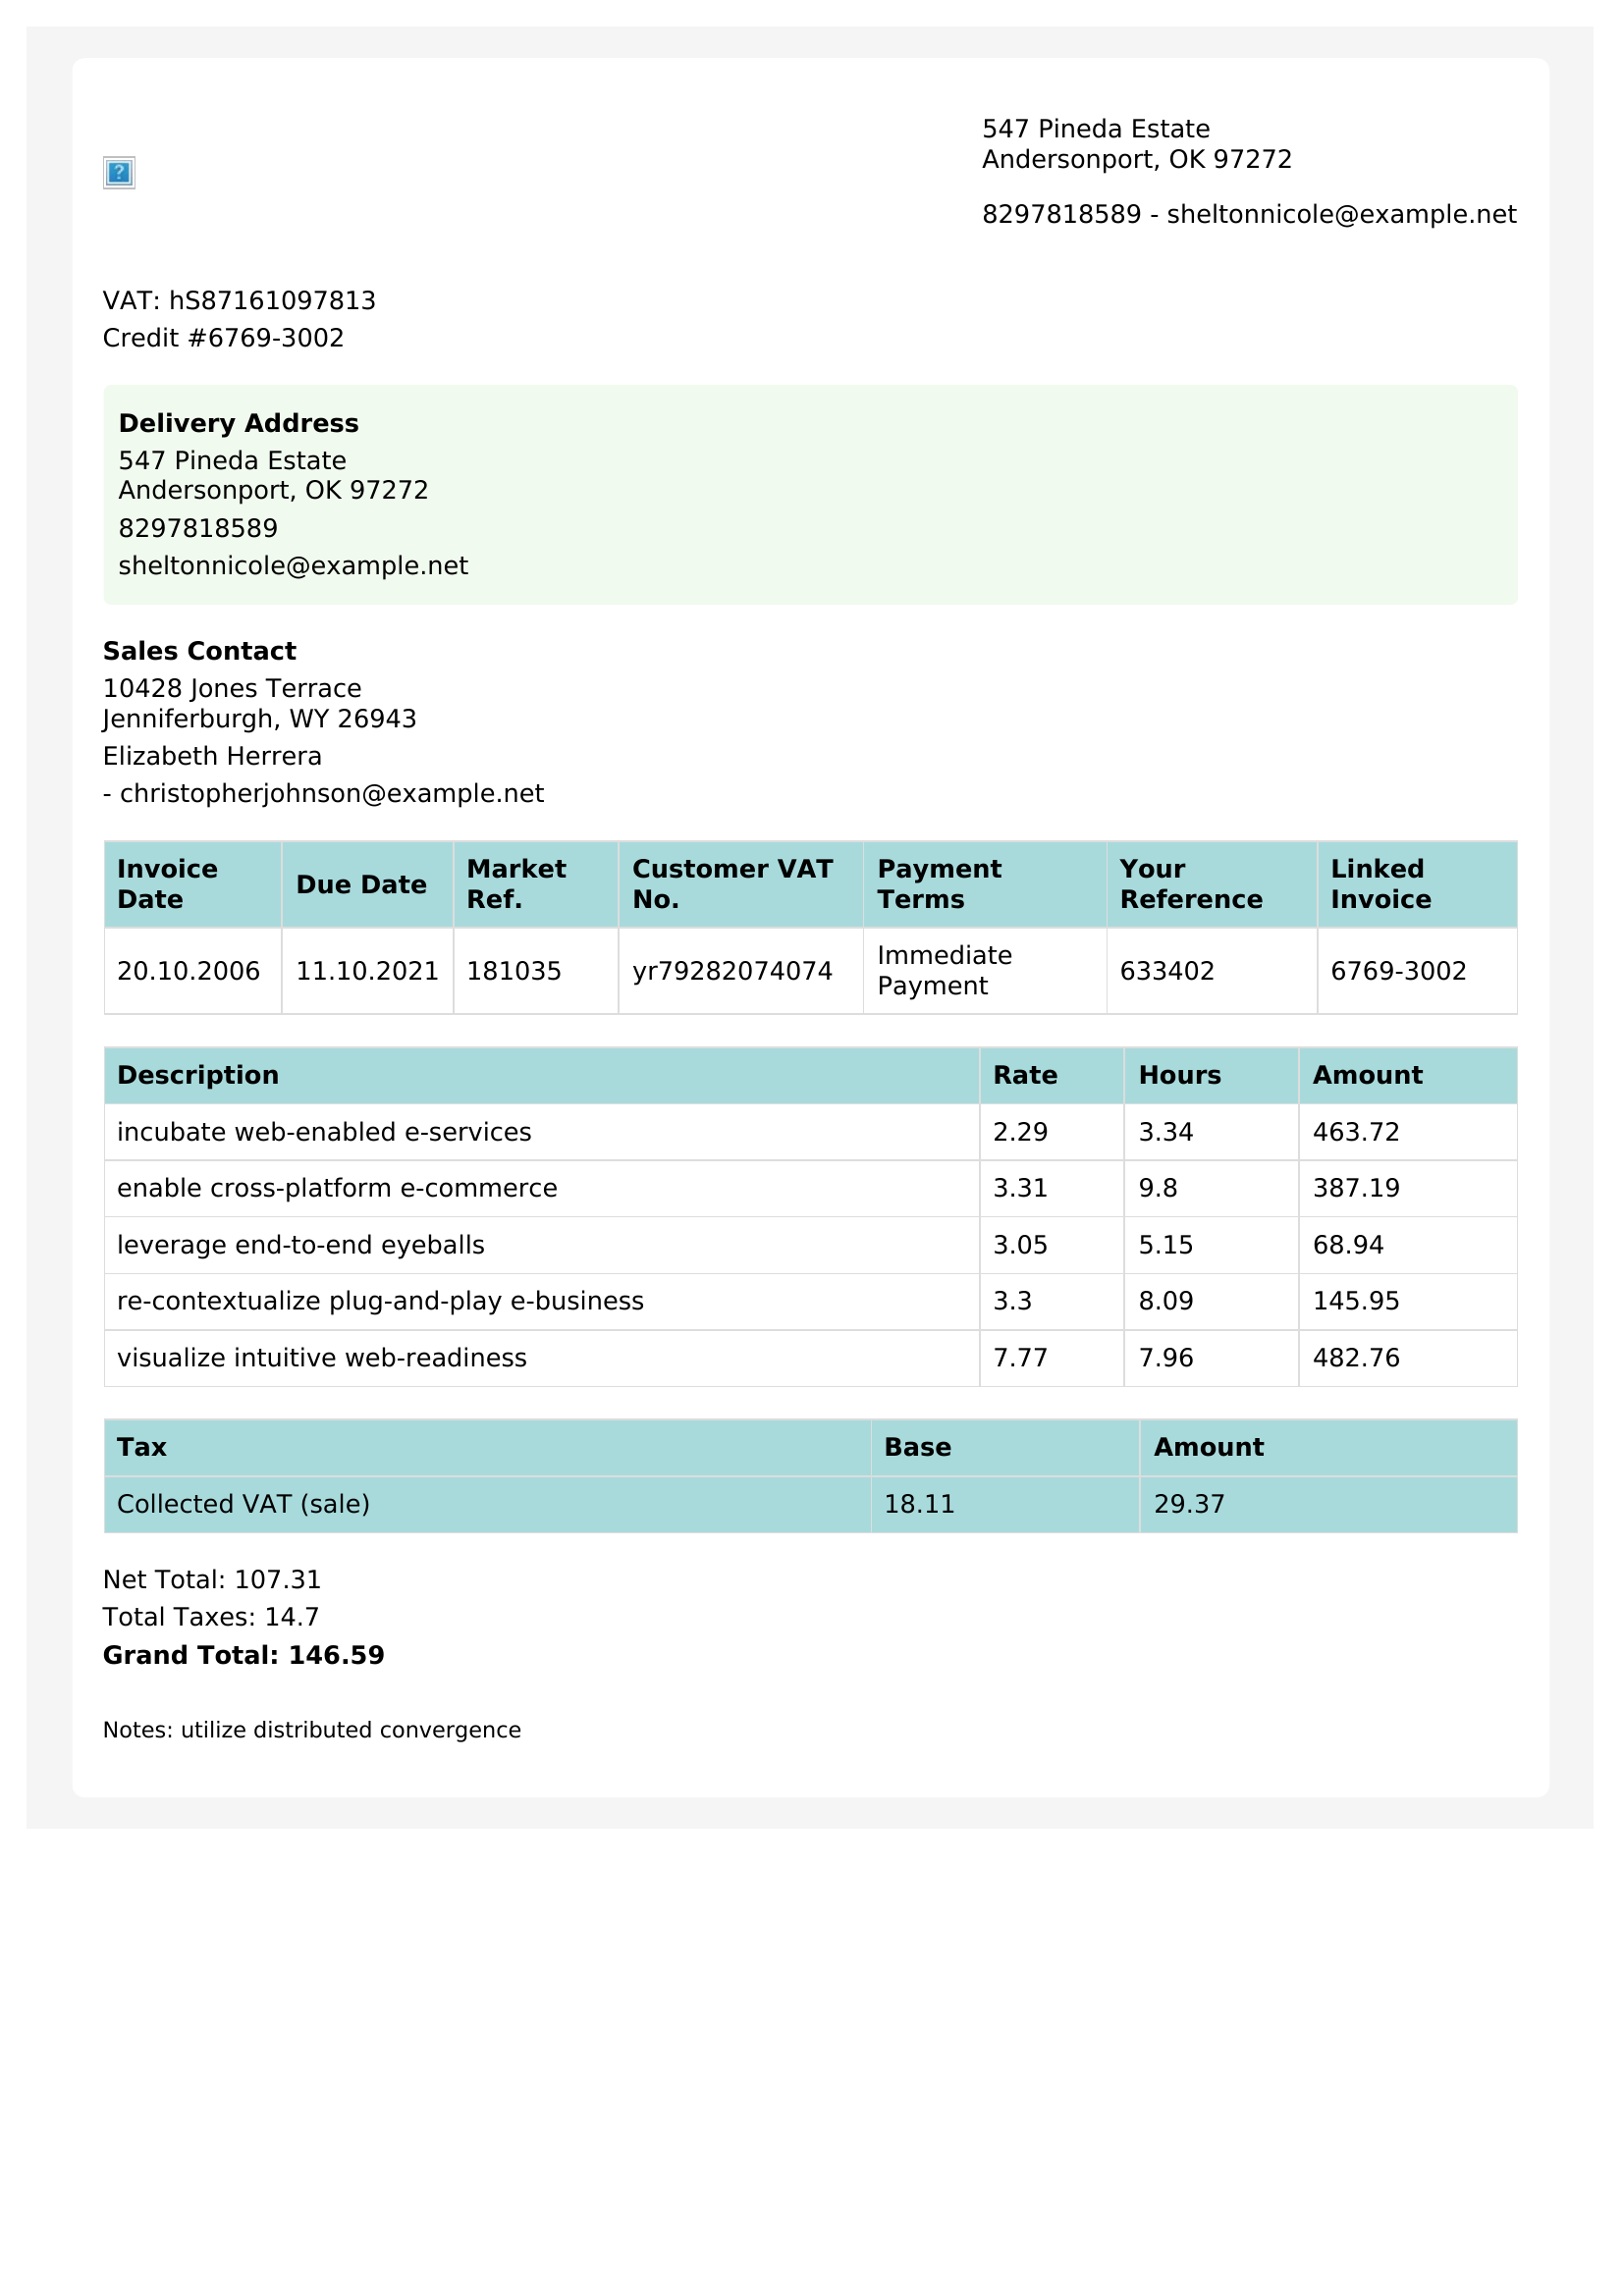 547 Pineda Estate
Andersonport, OK 97272
8297818589 - sheltonnicole@example.net
VAT: hS87161097813
Credit #6769-3002
Delivery Address
547 Pineda Estate
Andersonport, OK 97272
8297818589
sheltonnicole@example.net
Sales Contact
10428 Jones Terrace
Jenniferburgh, WY 26943
Elizabeth Herrera
- christopherjohnson@example.net
Invoice Date Due Date Market Ref. Customer VAT No. Payment Terms Your Reference Linked Invoice
20.10.2006 11.10.2021 181035 yr79282074074 Immediate Payment 633402 6769-3002
Description Rate Hours Amount
incubate web-enabled e-services 2.29 3.34 463.72
enable cross-platform e-commerce 3.31 9.8 387.19
leverage end-to-end eyeballs 3.05 5.15 68.94
re-contextualize plug-and-play e-business 3.3 8.09 145.95
visualize intuitive web-readiness 7.77 7.96 482.76
Tax Base Amount
Collected VAT (sale) 18.11 29.37
Net Total: 107.31
Total Taxes: 14.7
Grand Total: 146.59
Notes: utilize distributed convergence